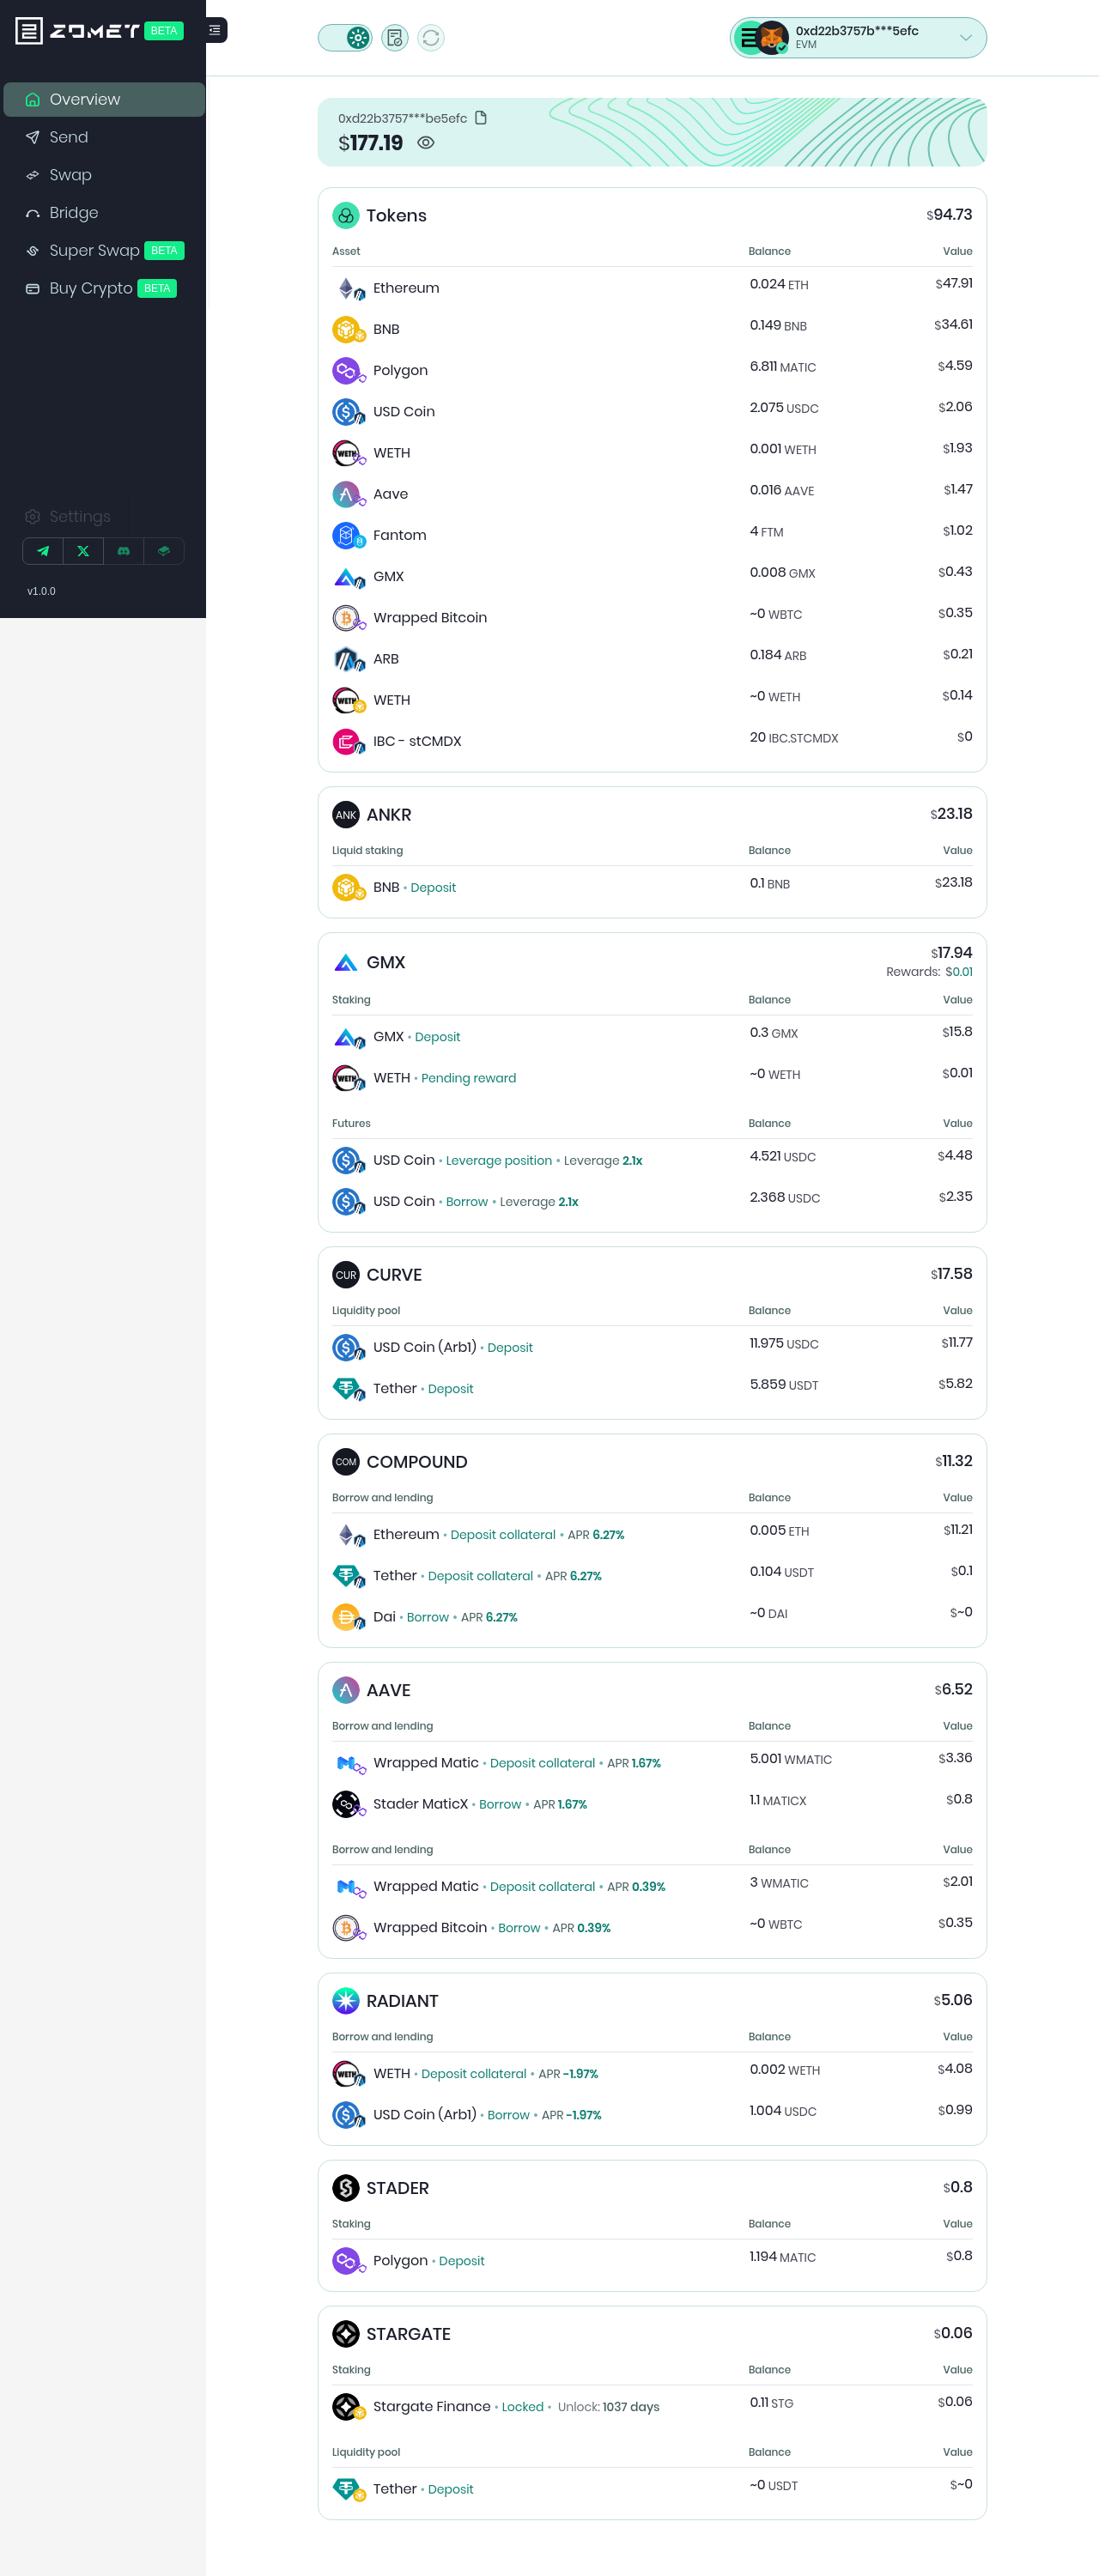 ZOMET BETA
Overview
Send
Swap
Bridge
Super Swap BETA
Buy Crypto BETA
Settings
v1.0.0
0xd22b3757b***5efc
EVM
0xd22b3757***be5efc
$177.19
Tokens $94.73
Asset Balance Value
Ethereum 0.024 ETH $47.91
BNB 0.149 BNB $34.61
Polygon 6.811 MATIC $4.59
USD Coin 2.075 USDC $2.06
WETH WETH 0.001 WETH $1.93
Aave 0.016 AAVE $1.47
Fantom 4 FTM $1.02
GMX 0.008 GMX $0.43
Wrapped Bitcoin ~0 WBTC $0.35
ARB 0.184 ARB $0.21
WETH WETH ~0 WETH $0.14
IBC - stCMDX 20 IBC.STCMDX $0
ANK ANKR $23.18
Liquid staking Balance Value
BNB • Deposit 0.1 BNB $23.18
GMX $17.94
Rewards: $0.01
Staking Balance Value
GMX • Deposit 0.3 GMX $15.8
WETH WETH • Pending reward ~0 WETH $0.01
Futures Balance Value
USD Coin • Leverage position • Leverage 2.1x 4.521 USDC $4.48
USD Coin • Borrow • Leverage 2.1x 2.368 USDC $2.35
CUR CURVE $17.58
Liquidity pool Balance Value
USD Coin (Arb1) • Deposit 11.975 USDC $11.77
Tether • Deposit 5.859 USDT $5.82
COM COMPOUND $11.32
Borrow and lending Balance Value
Ethereum • Deposit collateral • APR 6.27% 0.005 ETH $11.21
Tether • Deposit collateral • APR 6.27% 0.104 USDT $0.1
Dai • Borrow • APR 6.27% ~0 DAI $~0
AAVE $6.52
Borrow and lending Balance Value
Wrapped Matic • Deposit collateral • APR 1.67% 5.001 WMATIC $3.36
Stader MaticX • Borrow • APR 1.67% 1.1 MATICX $0.8
Borrow and lending Balance Value
Wrapped Matic • Deposit collateral • APR 0.39% 3 WMATIC $2.01
Wrapped Bitcoin • Borrow • APR 0.39% ~0 WBTC $0.35
RADIANT $5.06
Borrow and lending Balance Value
WETH WETH • Deposit collateral • APR -1.97% 0.002 WETH $4.08
USD Coin (Arb1) • Borrow • APR -1.97% 1.004 USDC $0.99
STADER $0.8
Staking Balance Value
Polygon • Deposit 1.194 MATIC $0.8
STARGATE $0.06
Staking Balance Value
Stargate Finance • Locked • Unlock: 1037 days 0.11 STG $0.06
Liquidity pool Balance Value
Tether • Deposit ~0 USDT $~0